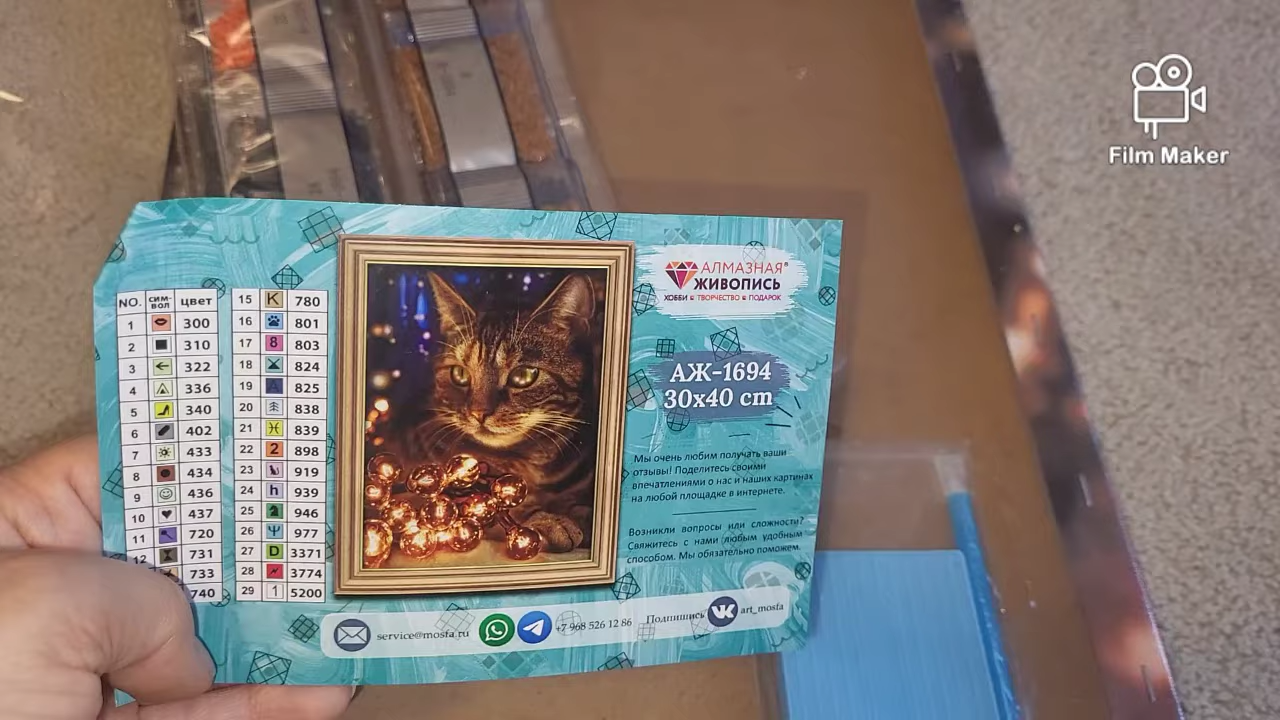 Film Maker
NO. СИМ-ВОЛ цвет
1 300
2 310
3 322
4 336
5 340
6 402
7 433
8 434
9 436
10 437
11 720
12 731
733
740
15 K 780
16 801
17 8 803
18 824
19 A 825
20 838
21 839
22 2 898
23 919
24 h 939
25 946
26 Ψ 977
27 D 3371
28 3774
29 1 5200
АЛМАЗНАЯ®
ЖИВОПИСЬ
ХОББИ ТВОРЧЕСТВО ПОДАРОК
АЖ-1694
30x40 cm
Мы очень любим получать ваши
отзывы! Поделитесь своими
впечатлениями о нас и наших картинах
на любой площадке в интернете.
Возникли вопросы или сложности?
Свяжитесь с нами любым удобным
способом. Мы обязательно поможем.
service@mosfa.ru +7 968 526 12 86 Подпишись art_mosfa